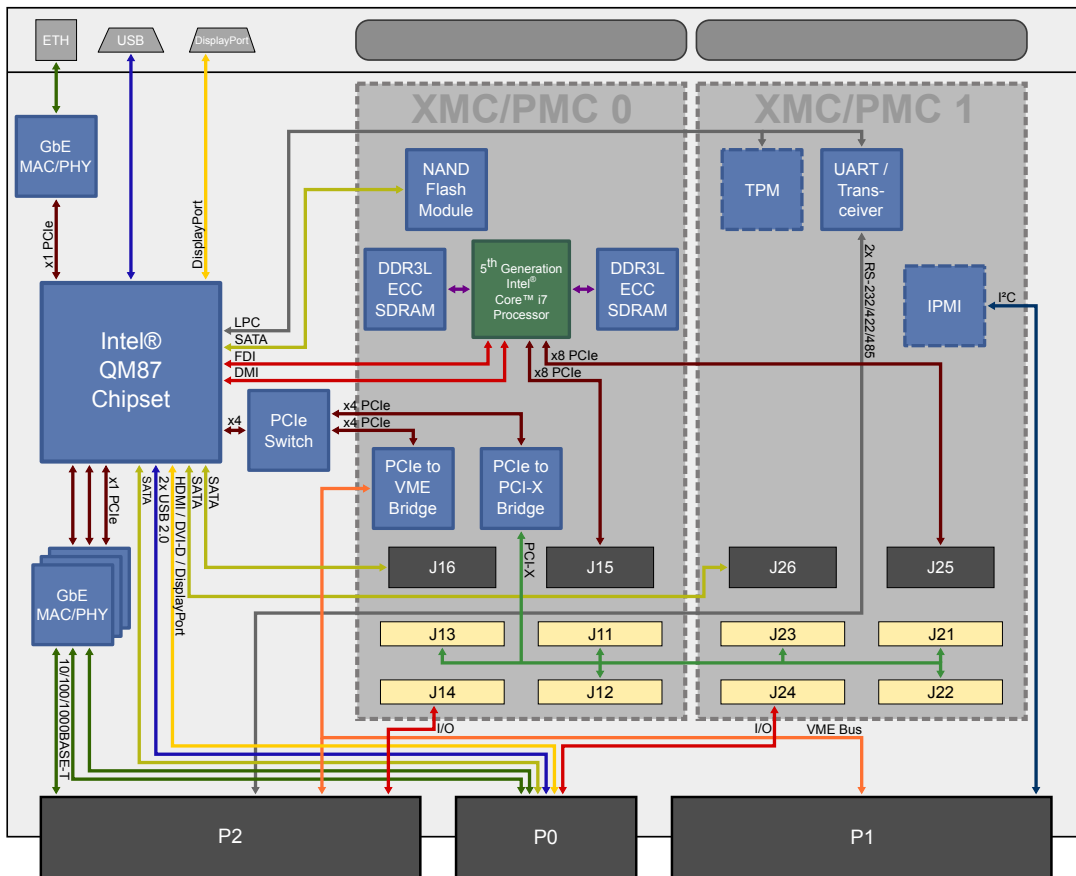 ETH
USB
DisplayPort
XMC/PMC 0
XMC/PMC 1
GbE
MAC/PHY
NAND
Flash
Module
TPM
UART /
Trans-
ceiver
x1 PCIe
DisplayPort
2x RS-232/422/485
DDR3L
ECC
SDRAM
5th Generation
Intel®
Core™ i7
Processor
DDR3L
ECC
SDRAM
IPMI
I²C
Intel®
QM87
Chipset
LPC
SATA
FDI
DMI
x8 PCIe
x8 PCIe
x4
PCIe
Switch
x4 PCIe
x4 PCIe
PCIe to
VME
Bridge
PCIe to
PCI-X
Bridge
x1 PCIe
SATA
2x USB 2.0
HDMI / DVI-D / DisplayPort
SATA
SATA
PCI-X
J16
J15
J26
J25
GbE
MAC/PHY
J13
J11
J23
J21
J14
J12
J24
J22
10/100/1000BASE-T
I/O
I/O
VME Bus
P2
P0
P1